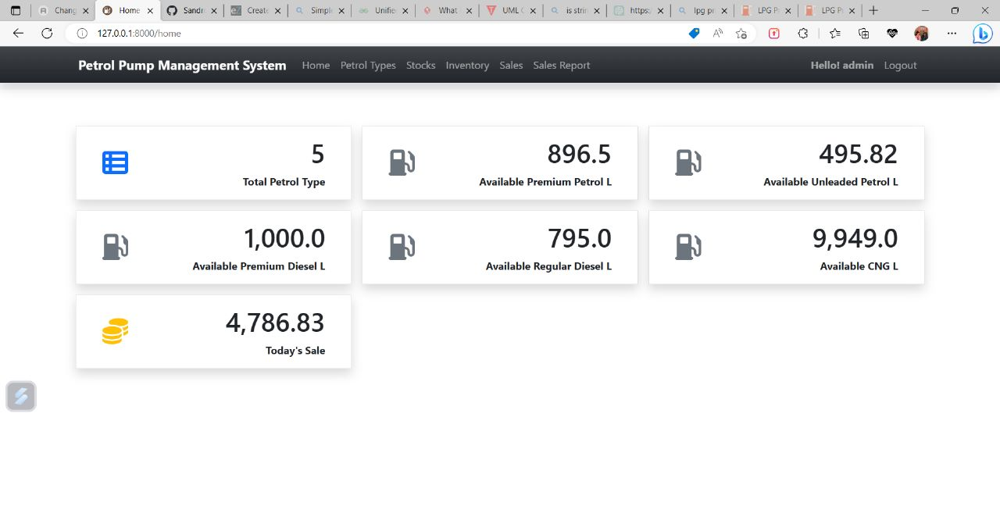 Chang
Home
Sandr
Create
Simple
Unifie
What
UML C
is strin
https:/
lpg pr
LPG P
LPG P
127.0.0.1:8000/home
Petrol Pump Management System Home Petrol Types Stocks Inventory Sales Sales Report Hello! admin Logout
5
Total Petrol Type
896.5
Available Premium Petrol L
495.82
Available Unleaded Petrol L
1,000.0
Available Premium Diesel L
795.0
Available Regular Diesel L
9,949.0
Available CNG L
4,786.83
Today's Sale